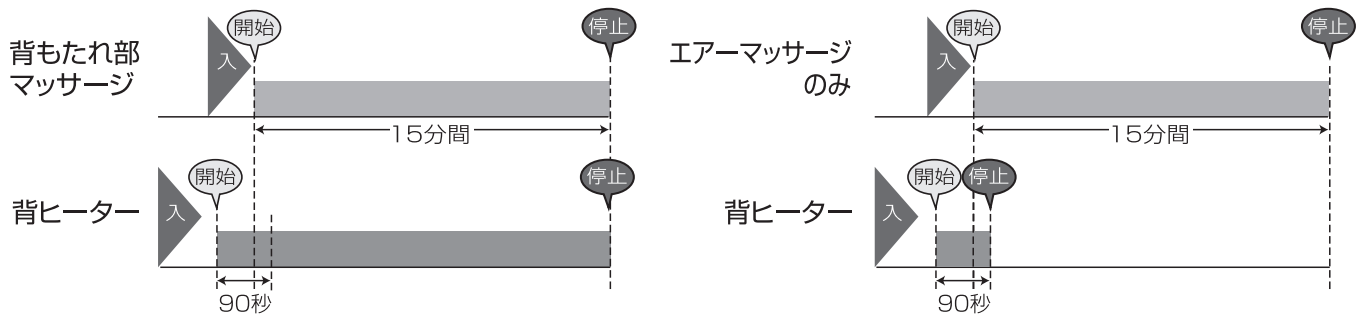 背もたれ部
マッサージ
入
開始
停止
15分間
背ヒーター
入
開始
停止
90秒
エアーマッサージ
のみ
入
開始
停止
15分間
背ヒーター
入
開始
停止
90秒